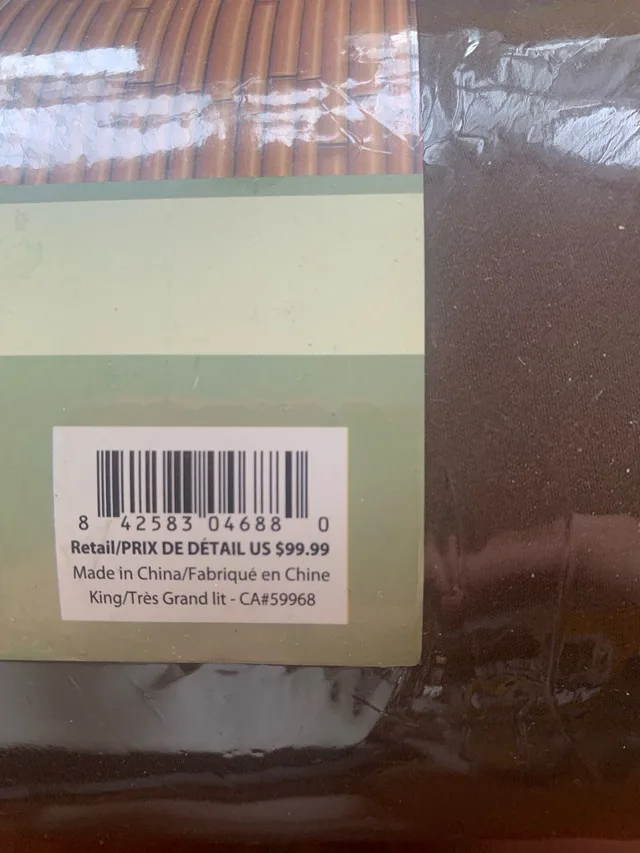 8 42583 04688 0
Retail/PRIX DE DÉTAIL US $99.99
Made in China/Fabriqué en Chine
King/Très Grand lit - CA#59968